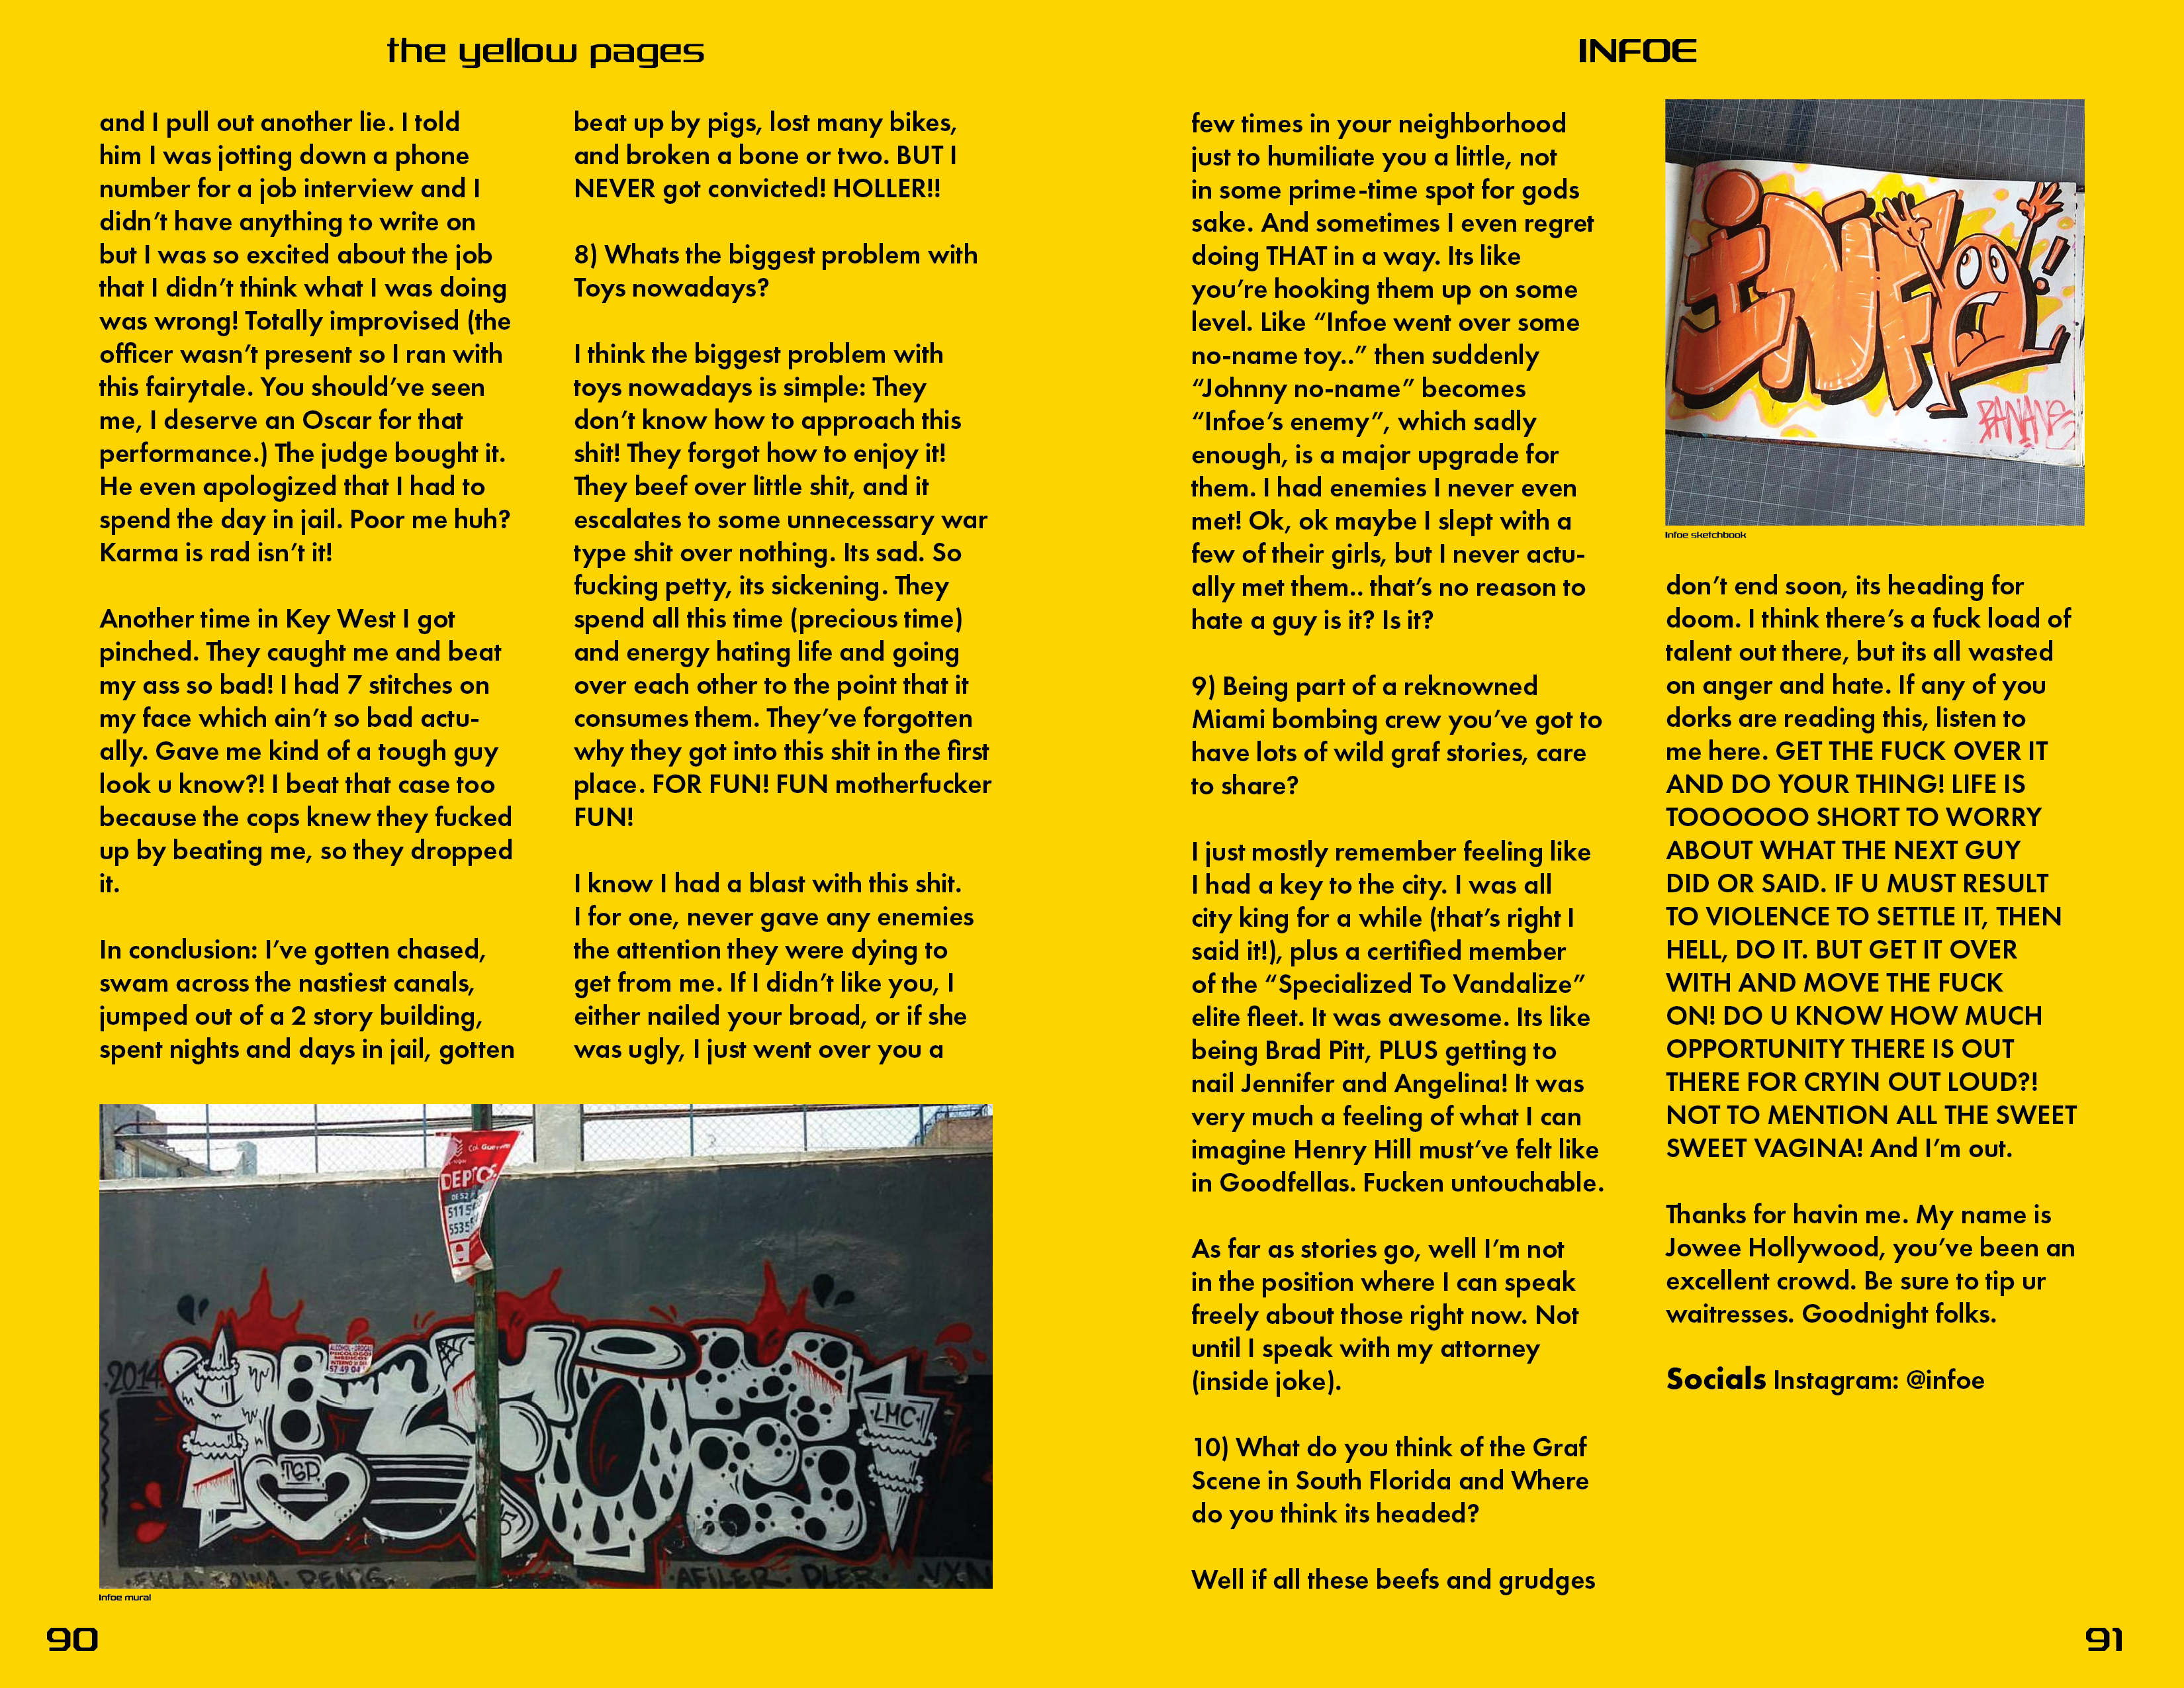 the yellow pages
and I pull out another lie. I told
him I was jotting down a phone
number for a job interview and I
didn’t have anything to write on
but I was so excited about the job
that I didn’t think what I was doing
was wrong! Totally improvised (the
officer wasn’t present so I ran with
this fairytale. You should’ve seen
me, I deserve an Oscar for that
performance.) The judge bought it.
He even apologized that I had to
spend the day in jail. Poor me huh?
Karma is rad isn’t it!
Another time in Key West I got
pinched. They caught me and beat
my ass so bad! I had 7 stitches on
my face which ain’t so bad actu-
ally. Gave me kind of a tough guy
look u know?! I beat that case too
because the cops knew they fucked
up by beating me, so they dropped
it.
In conclusion: I’ve gotten chased,
swam across the nastiest canals,
jumped out of a 2 story building,
spent nights and days in jail, gotten
beat up by pigs, lost many bikes,
and broken a bone or two. BUT I
NEVER got convicted! HOLLER!!
8) Whats the biggest problem with
Toys nowadays?
I think the biggest problem with
toys nowadays is simple: They
don’t know how to approach this
shit! They forgot how to enjoy it!
They beef over little shit, and it
escalates to some unnecessary war
type shit over nothing. Its sad. So
fucking petty, its sickening. They
spend all this time (precious time)
and energy hating life and going
over each other to the point that it
consumes them. They’ve forgotten
why they got into this shit in the first
place. FOR FUN! FUN motherfucker
FUN!
I know I had a blast with this shit.
I for one, never gave any enemies
the attention they were dying to
get from me. If I didn’t like you, I
either nailed your broad, or if she
was ugly, I just went over you a
Col. Guerrero
DEPTOS.
DE 52
5115
5535
2014
ALCOHOL-DROGAS
PSICOLOGOS
MEDICOS
57 49 04
TGP.
LMC
AFILER. DLER. VXN
Infoe mural
90
INFOE
few times in your neighborhood
just to humiliate you a little, not
in some prime-time spot for gods
sake. And sometimes I even regret
doing THAT in a way. Its like
you’re hooking them up on some
level. Like “Infoe went over some
no-name toy..” then suddenly
“Johnny no-name” becomes
“Infoe’s enemy”, which sadly
enough, is a major upgrade for
them. I had enemies I never even
met! Ok, ok maybe I slept with a
few of their girls, but I never actu-
ally met them.. that’s no reason to
hate a guy is it? Is it?
9) Being part of a reknowned
Miami bombing crew you’ve got to
have lots of wild graf stories, care
to share?
I just mostly remember feeling like
I had a key to the city. I was all
city king for a while (that’s right I
said it!), plus a certified member
of the “Specialized To Vandalize”
elite fleet. It was awesome. Its like
being Brad Pitt, PLUS getting to
nail Jennifer and Angelina! It was
very much a feeling of what I can
imagine Henry Hill must’ve felt like
in Goodfellas. Fucken untouchable.
As far as stories go, well I’m not
in the position where I can speak
freely about those right now. Not
until I speak with my attorney
(inside joke).
10) What do you think of the Graf
Scene in South Florida and Where
do you think its headed?
Well if all these beefs and grudges
INFOE!
BANANS
Infoe sketchbook
don’t end soon, its heading for
doom. I think there’s a fuck load of
talent out there, but its all wasted
on anger and hate. If any of you
dorks are reading this, listen to
me here. GET THE FUCK OVER IT
AND DO YOUR THING! LIFE IS
TOOOOOO SHORT TO WORRY
ABOUT WHAT THE NEXT GUY
DID OR SAID. IF U MUST RESULT
TO VIOLENCE TO SETTLE IT, THEN
HELL, DO IT. BUT GET IT OVER
WITH AND MOVE THE FUCK
ON! DO U KNOW HOW MUCH
OPPORTUNITY THERE IS OUT
THERE FOR CRYIN OUT LOUD?!
NOT TO MENTION ALL THE SWEET
SWEET VAGINA! And I’m out.
Thanks for havin me. My name is
Jowee Hollywood, you’ve been an
excellent crowd. Be sure to tip ur
waitresses. Goodnight folks.
Socials Instagram: @infoe
91